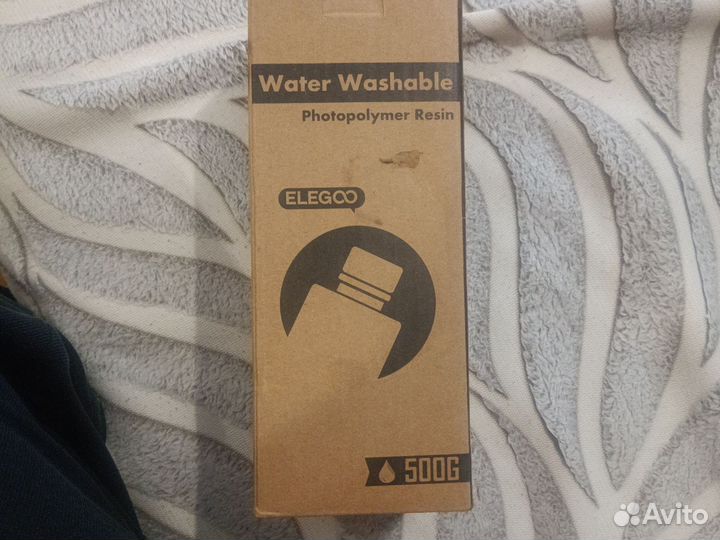 Water Washable
Photopolymer Resin
ELEGOO
500G
Avito